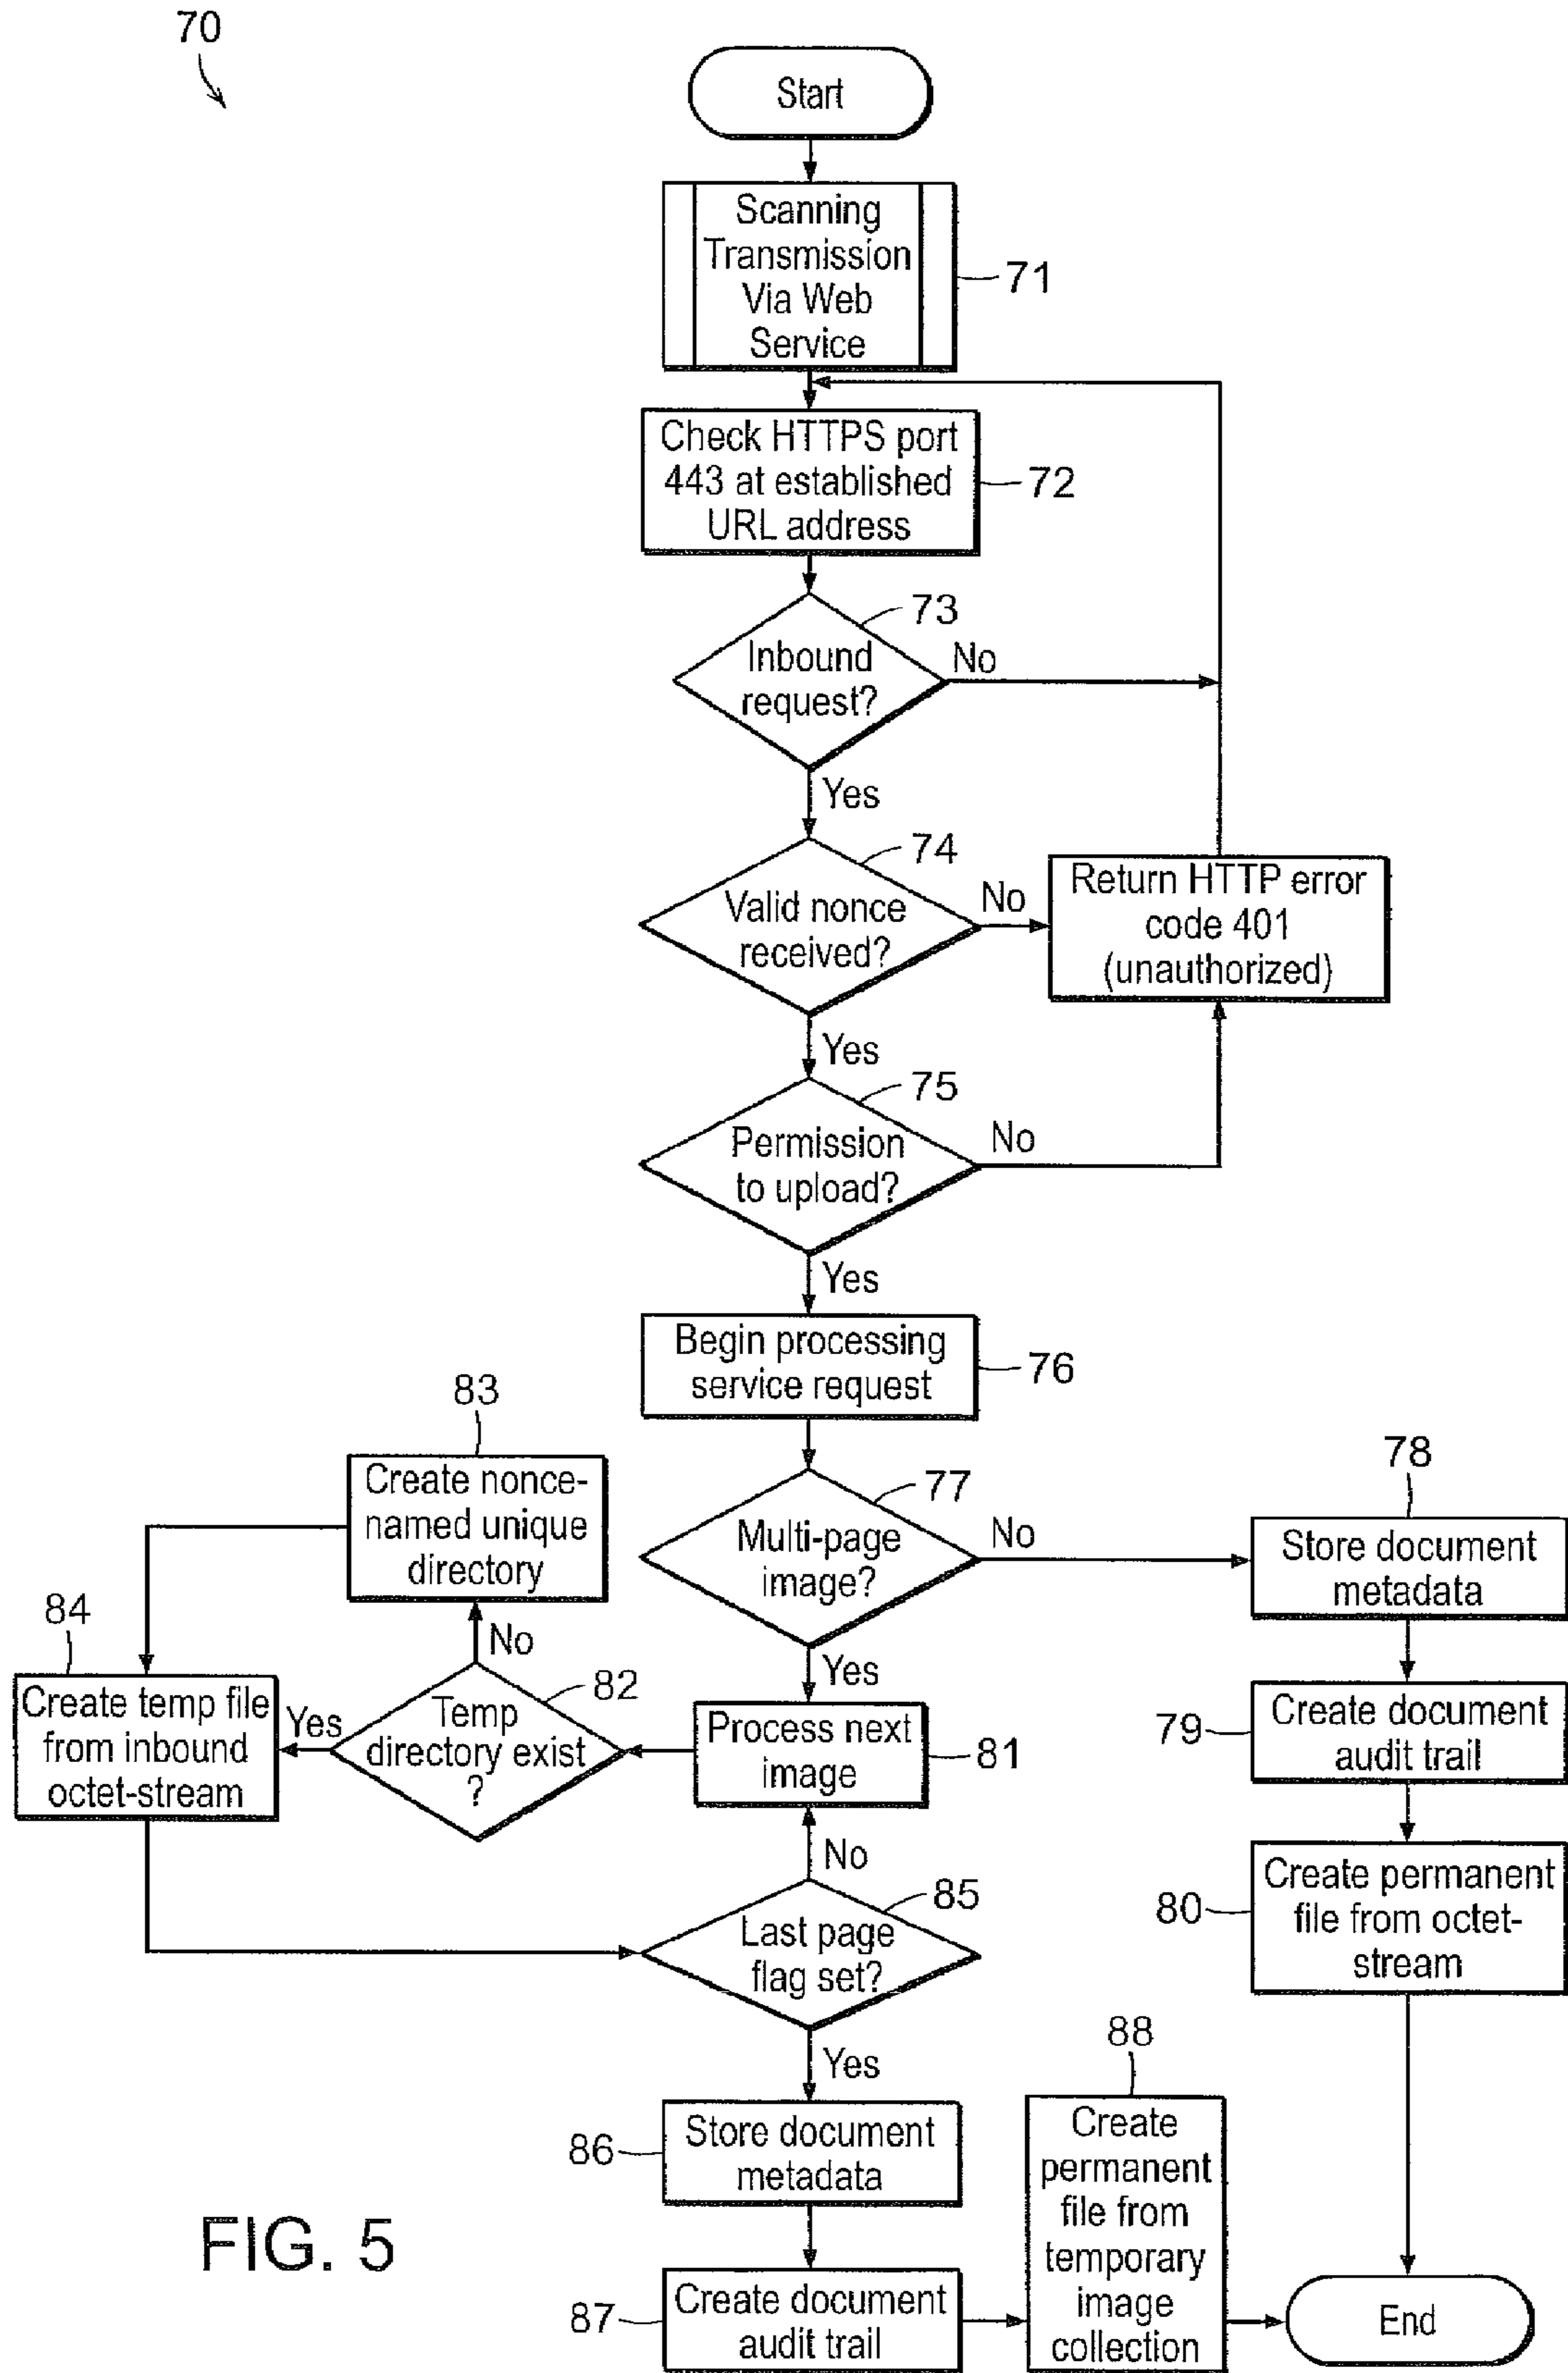 70
Start
Scanning
Transmission
Via Web
Service
71
Check HTTPS port
443 at established
URL address
72
73
Inbound
request?
No
Yes
74
Valid nonce
received?
No
Return HTTP error
code 401
(unauthorized)
Yes
75
Permission
to upload?
No
Yes
Begin processing
service request
76
77
Multi-page
image?
No
Yes
78
Store document
metadata
79
Create document
audit trail
80
Create permanent
file from octet-
stream
Process next
image
81
82
Temp
directory exist
?
No
Yes
83
Create nonce-
named unique
directory
84
Create temp file
from inbound
octet-stream
85
Last page
flag set?
No
Yes
86
Store document
metadata
87
Create document
audit trail
88
Create
permanent
file from
temporary
image
collection
End
FIG. 5